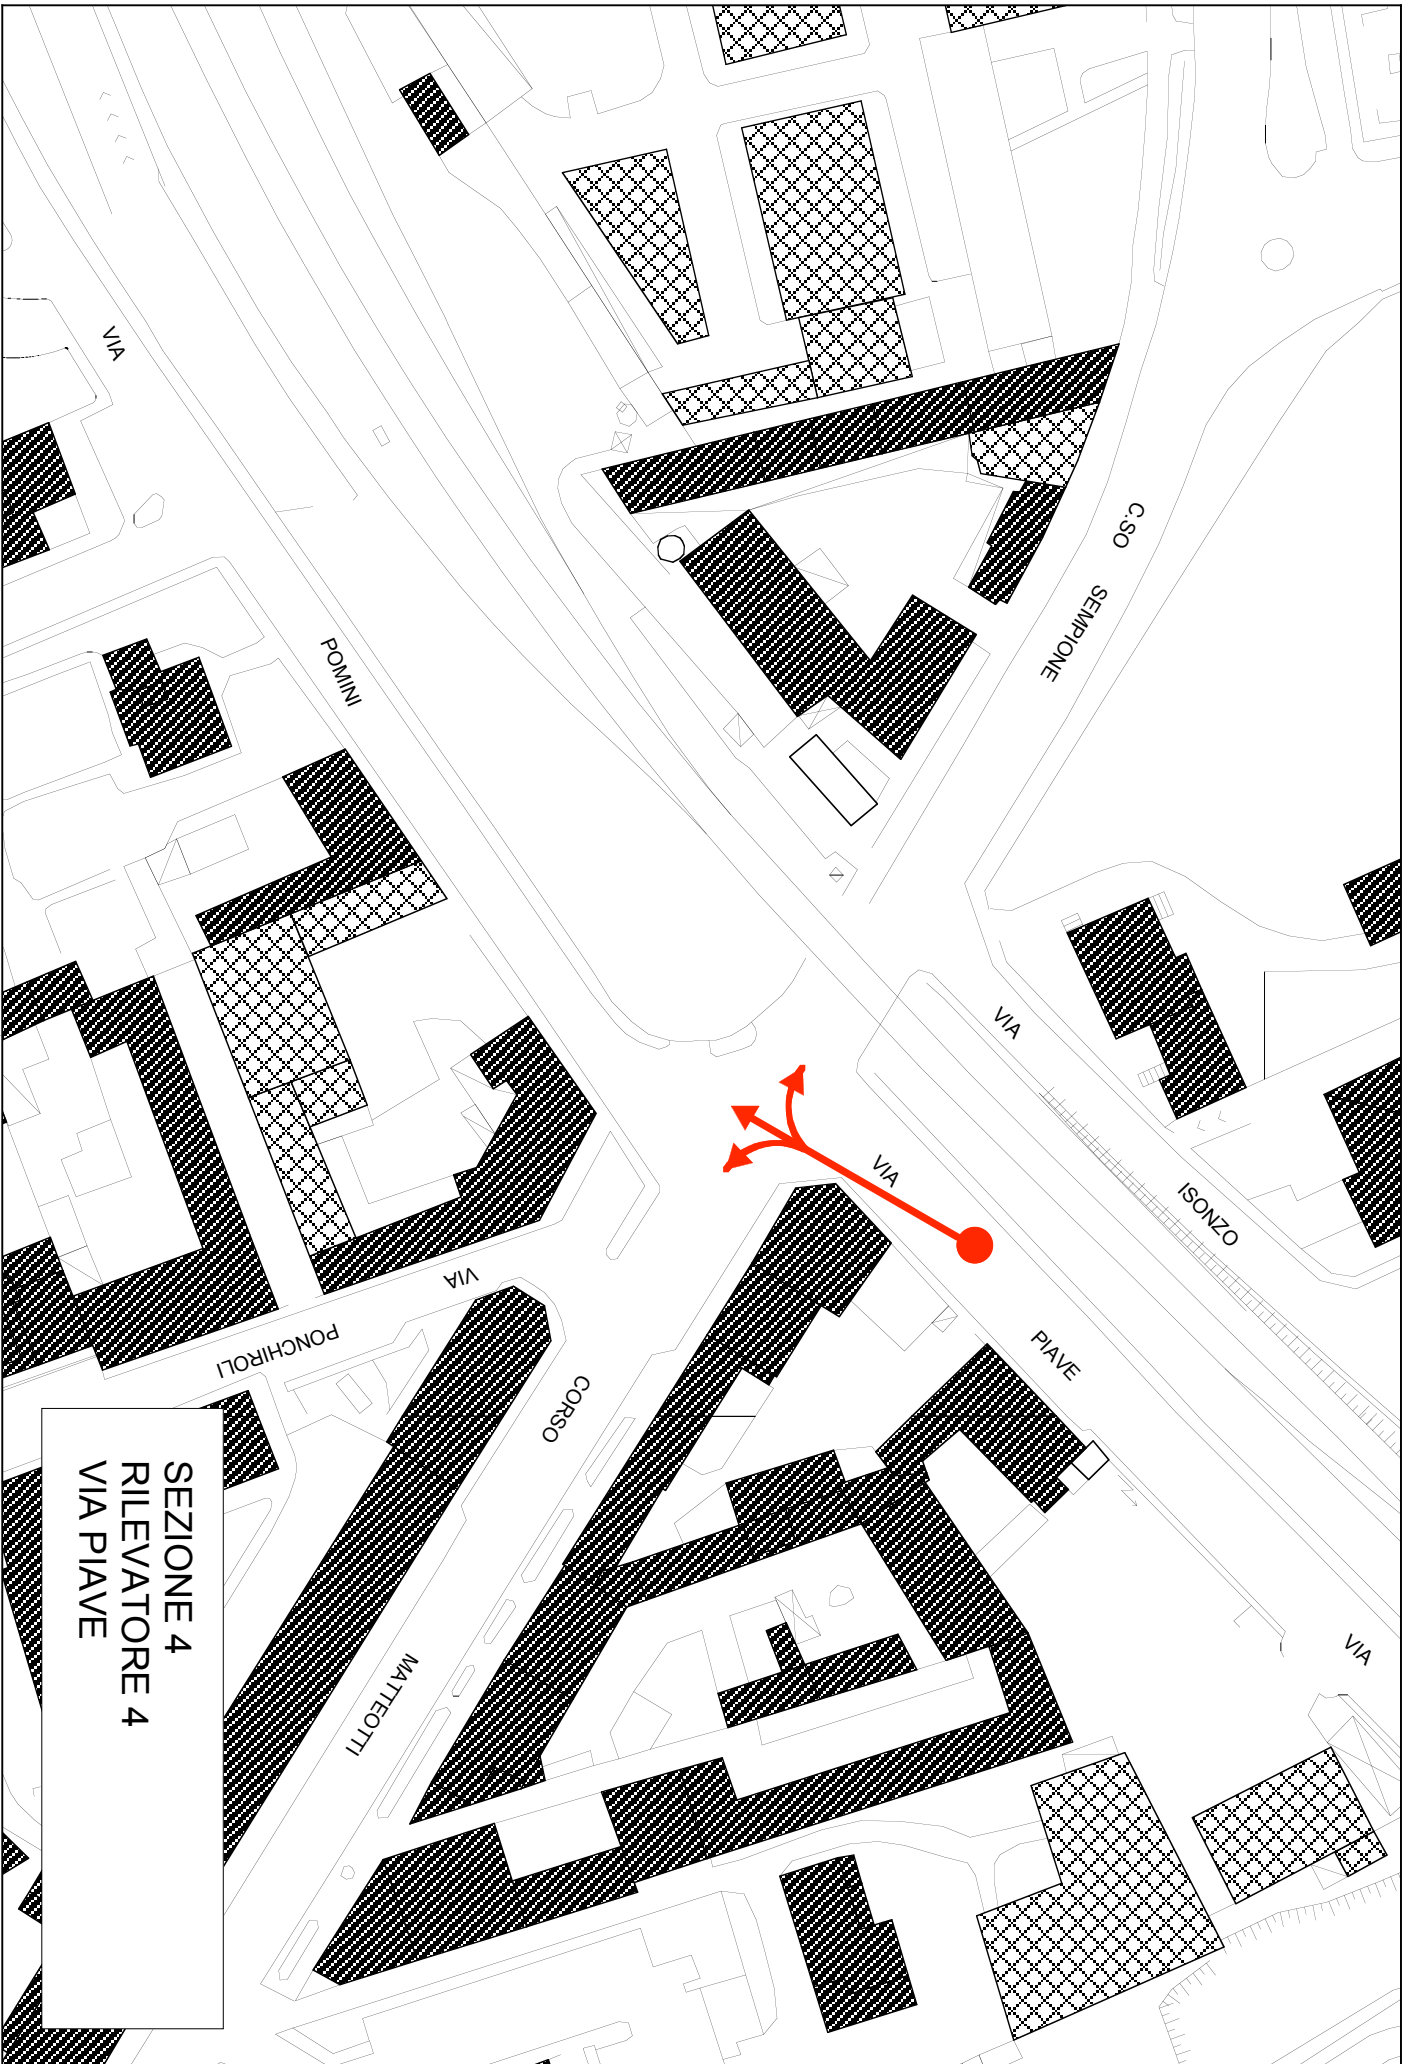 SEZIONE 4
RILEVATORE 4
VIA PIAVE
VIA
POMINI
C.SO
SEMPIONE
VIA
ISONZO
VIA
PIAVE
VIA
VIA
PONCHIROLI
CORSO
MATTEOTTI